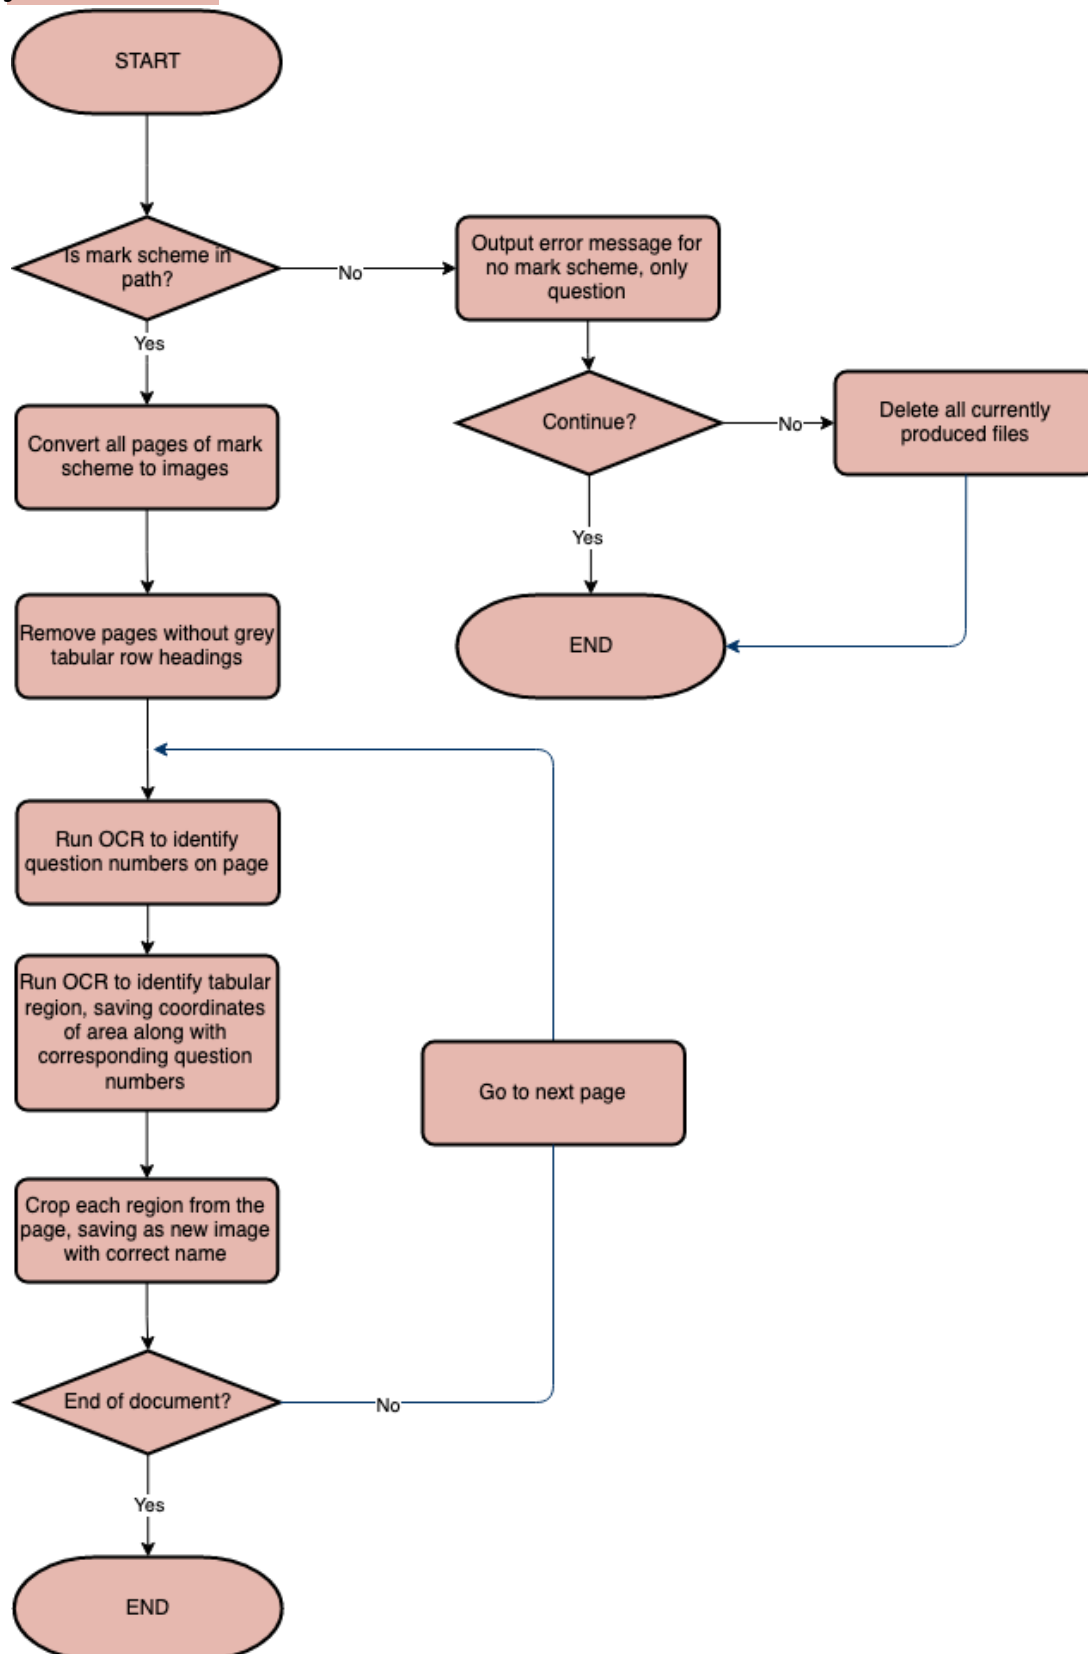 START
Is mark scheme in
path?
No
Output error message for
no mark scheme, only
question
Yes
Continue?
No
Delete all currently
produced files
Convert all pages of mark
scheme to images
Yes
END
Remove pages without grey
tabular row headings
Run OCR to identify
question numbers on page
Run OCR to identify tabular
region, saving coordinates
of area along with
corresponding question
numbers
Go to next page
Crop each region from the
page, saving as new image
with correct name
End of document?
No
Yes
END